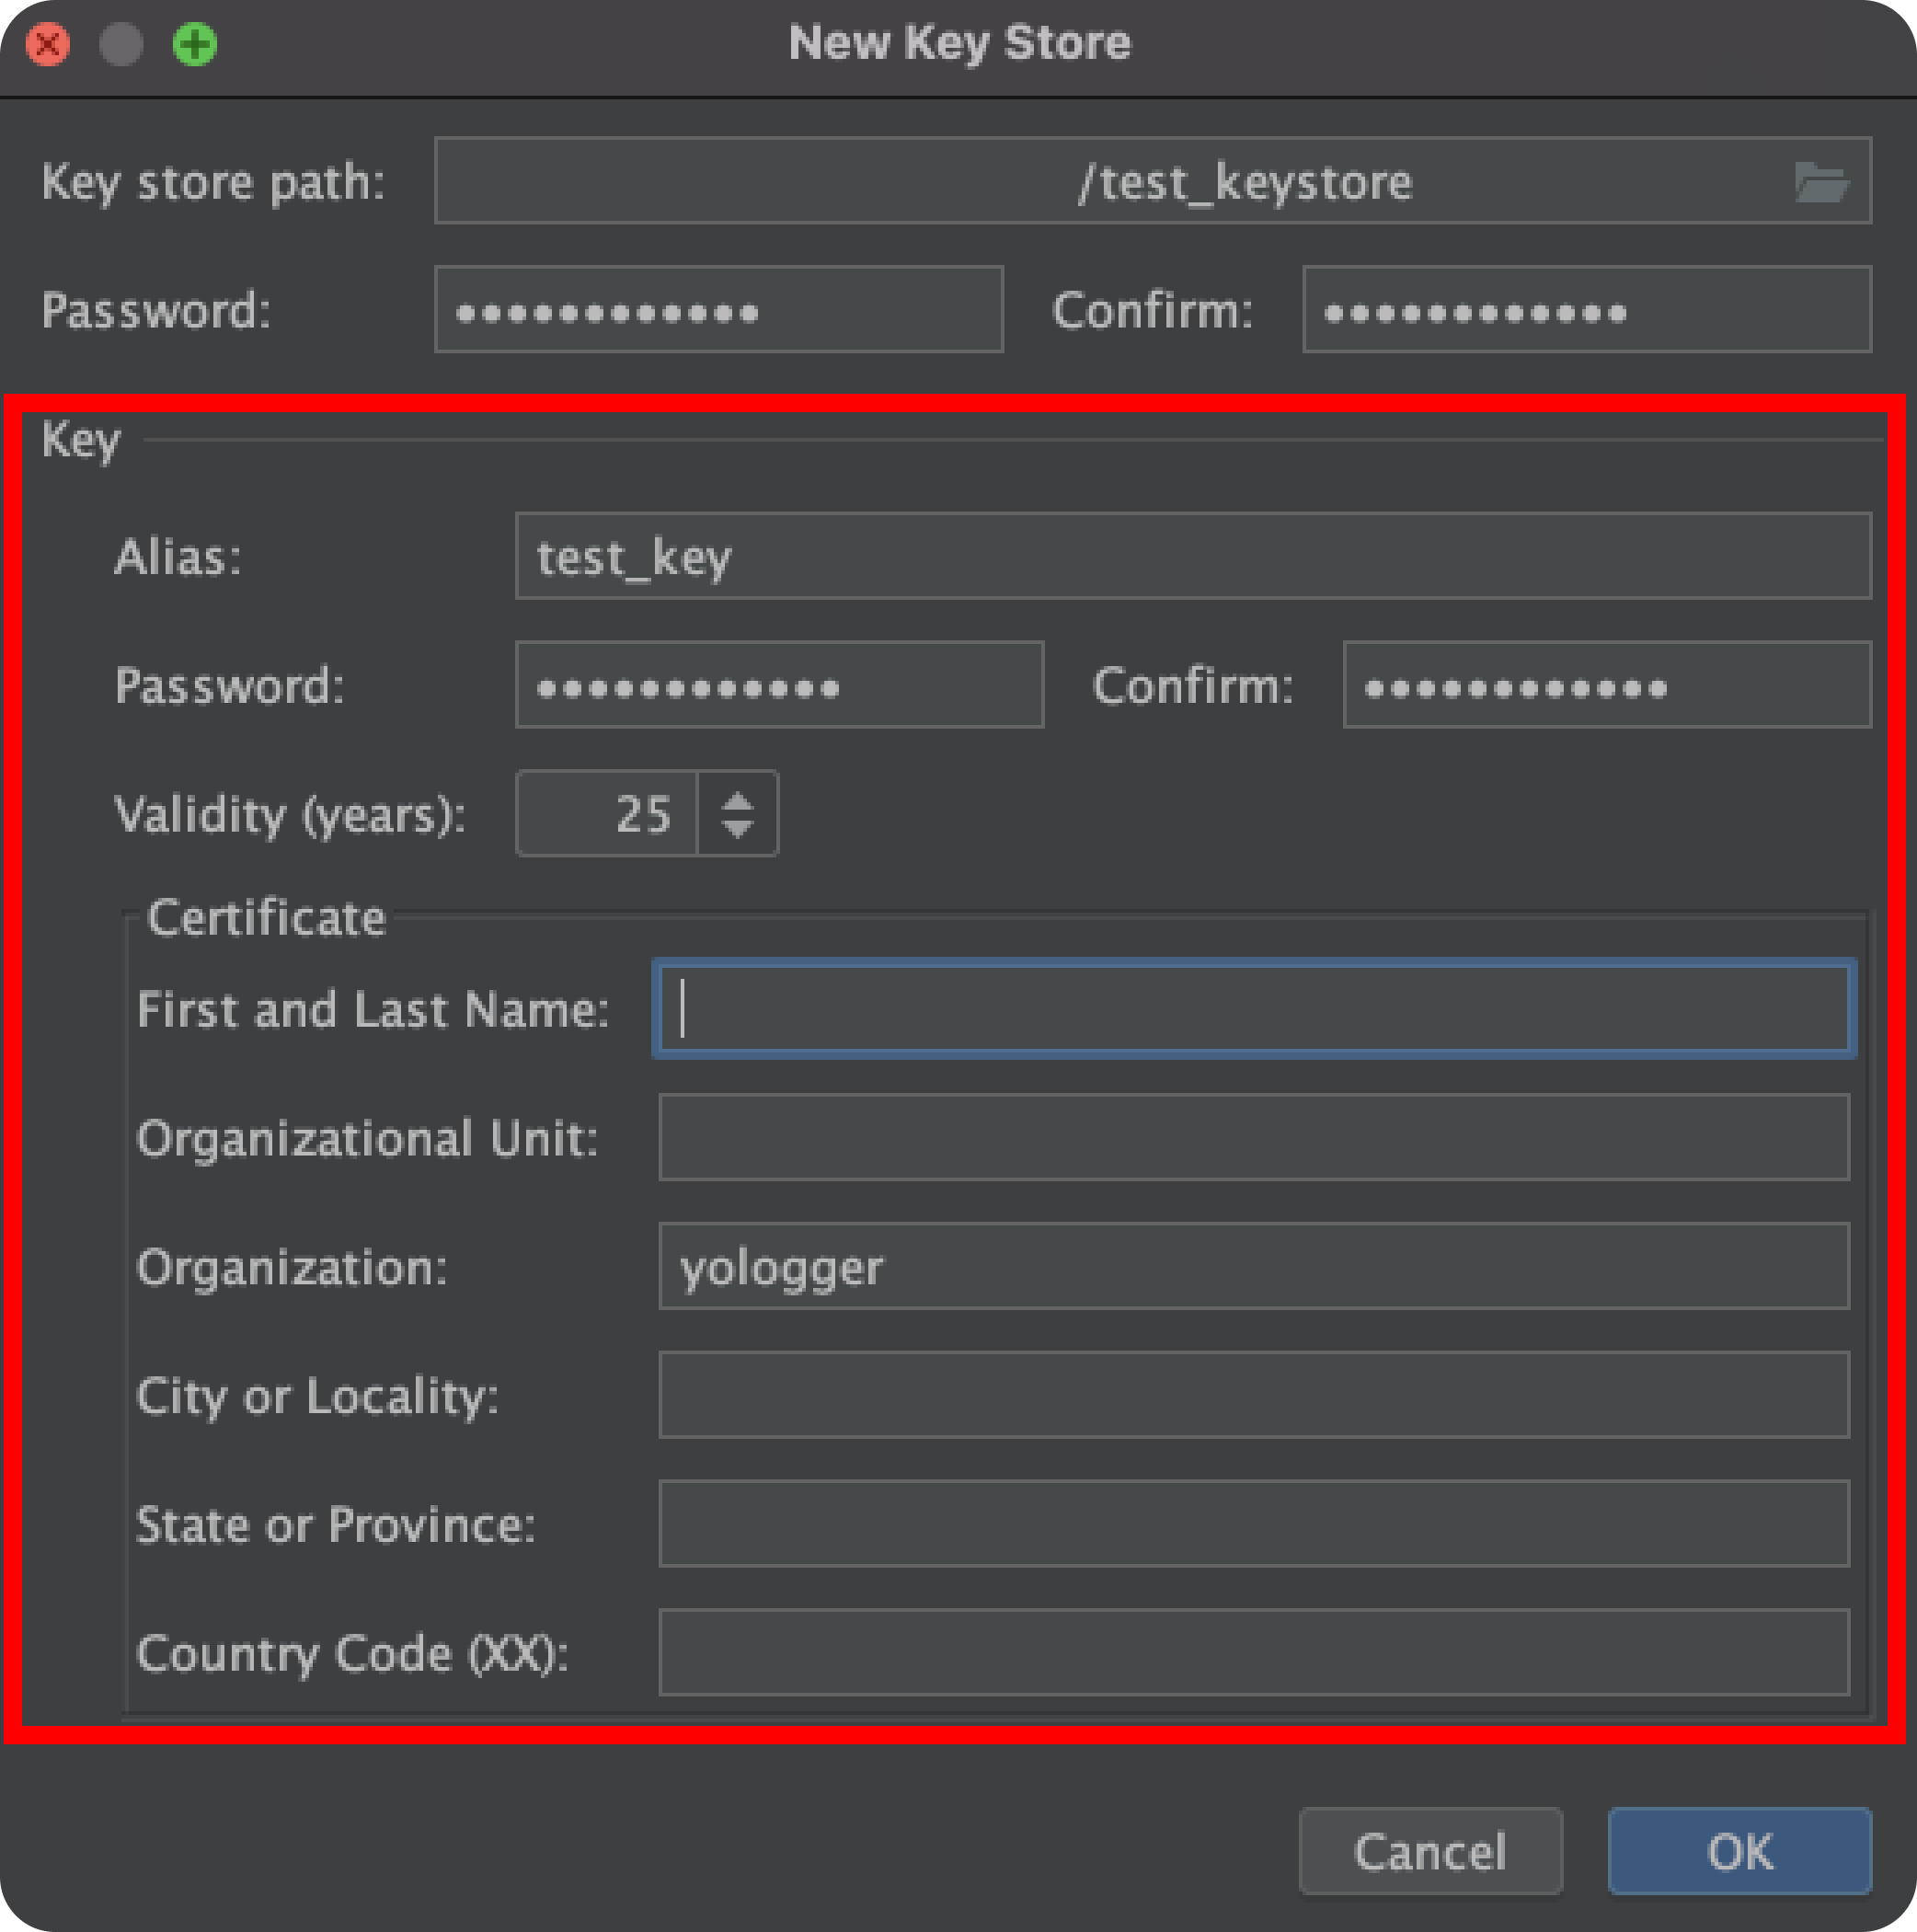 New Key Store
Key store path: /test_keystore
Password: •••••••••••• Confirm: ••••••••••••
Key
Alias: test_key
Password: •••••••••••• Confirm: ••••••••••••
Validity (years): 25
Certificate
First and Last Name:
Organizational Unit:
Organization: yologger
City or Locality:
State or Province:
Country Code (XX):
Cancel OK